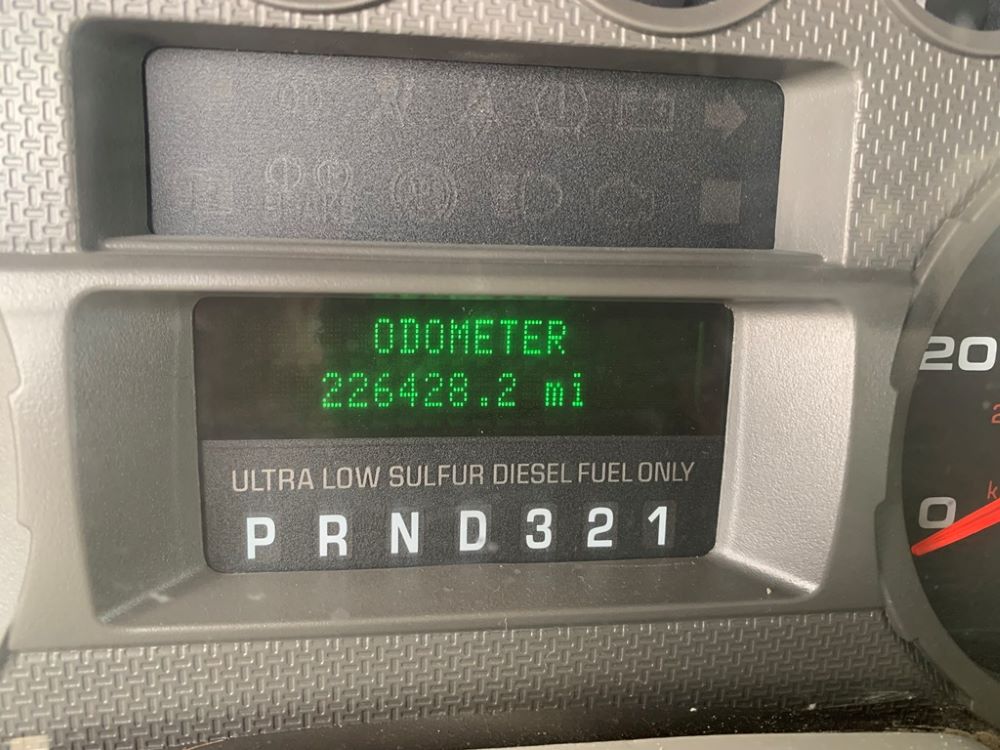 BRAKE
ODOMETER
226428.2 mi
ULTRA LOW SULFUR DIESEL FUEL ONLY
P R N D 3 2 1
20
0